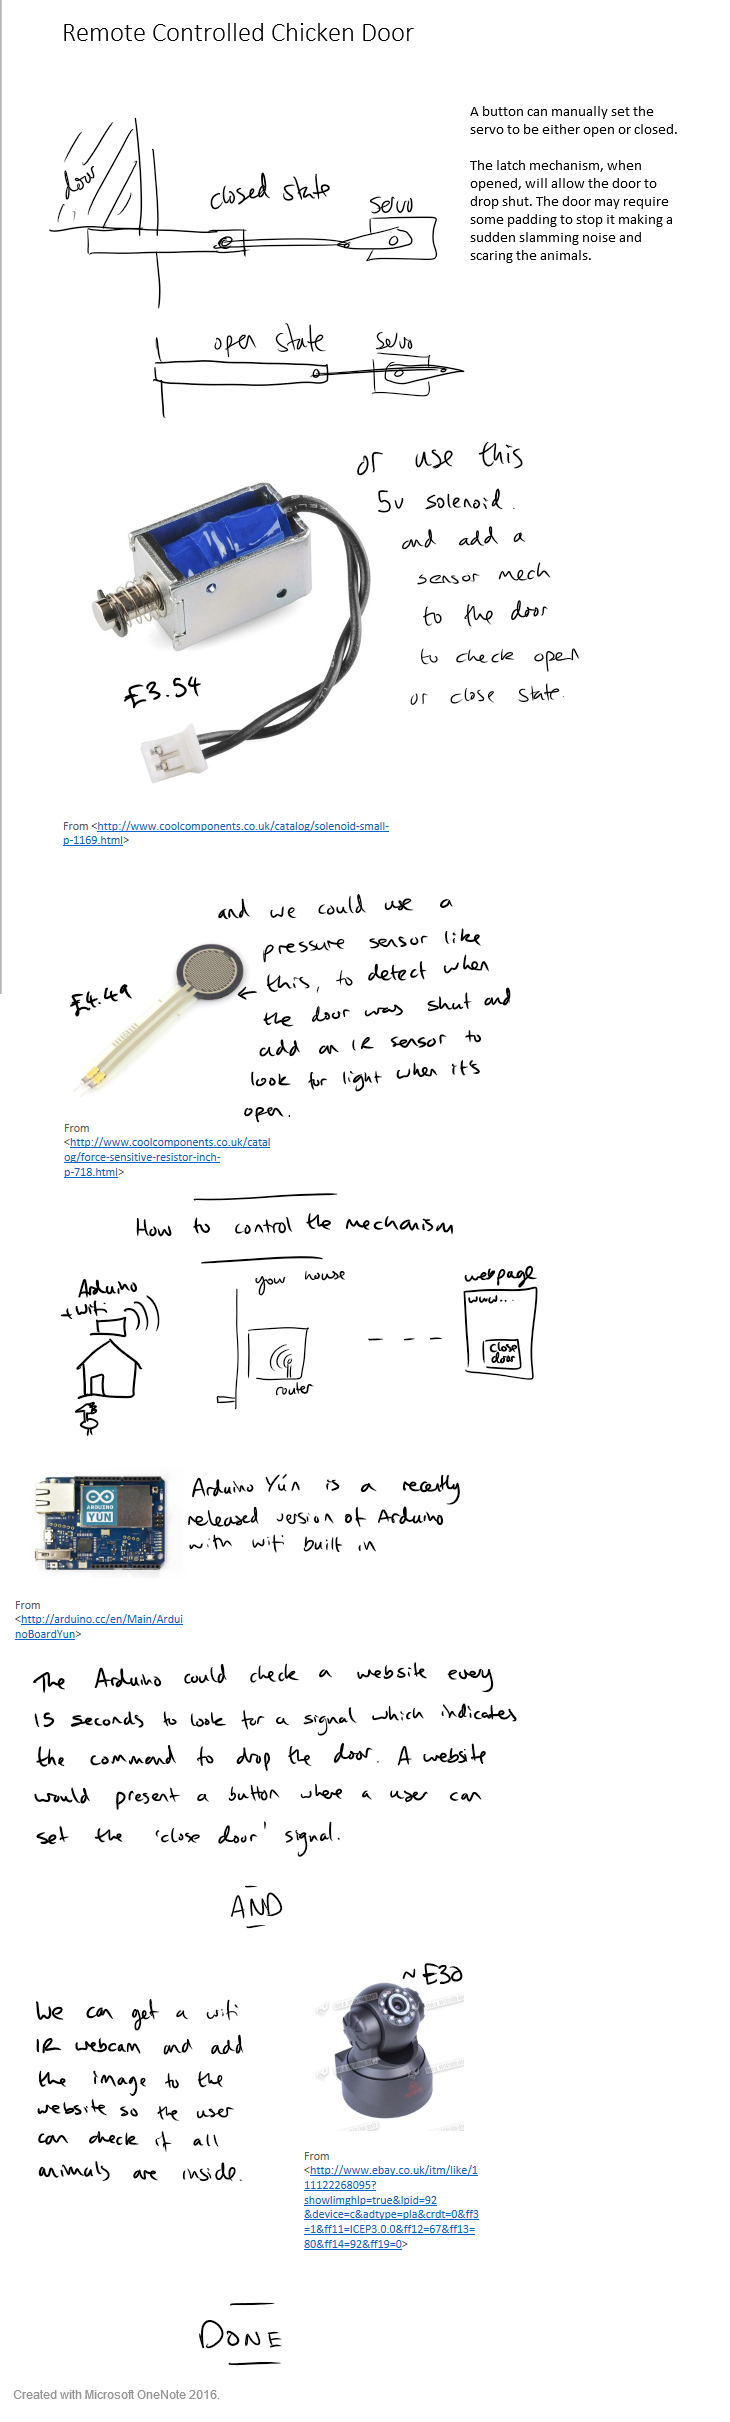 Remote Controlled Chicken Door
A button can manually set the
servo to be either open or closed.
The latch mechanism, when
opened, will allow the door to
drop shut. The door may require
some padding to stop it making a
sudden slamming noise and
scaring the animals.
door
closed state
Servo
open state
Servo
or use this
5v solenoid.
and add a
sensor mech
to the door
to check open
or close state.
£3.54
From <http://www.coolcomponents.co.uk/catalog/solenoid-small-
p-1169.html>
and we could use a
pressure sensor like
this, to detect when
the door was shut and
add an IR sensor to
look for light when it's
open.
£4.49
From
<http://www.coolcomponents.co.uk/catal
og/force-sensitive-resistor-inch-
p-718.html>
How to control the mechanism
Arduino
+ Wifi
your house
router
webpage
www...
close
door
ARDUINO
YUN
Arduino Yún is a recently
released version of Arduino
with wifi built in
From
<http://arduino.cc/en/Main/Ardui
noBoardYun>
The Arduino could check a website every
15 seconds to look for a signal which indicates
the command to drop the door. A website
would present a button where a user can
set the 'close door' signal.
AND
~ £30
We can get a wifi
IR webcam and add
the image to the
website so the user
can check if all
animals are inside.
From
<http://www.ebay.co.uk/itm/like/1
11122268095?
showlimghlp=true&lpid=92
&device=c&adtype=pla&crdt=0&ff3
=1&ff11=ICEP3.0.0&ff12=67&ff13=
80&ff14=92&ff19=0>
DONE
Created with Microsoft OneNote 2016.